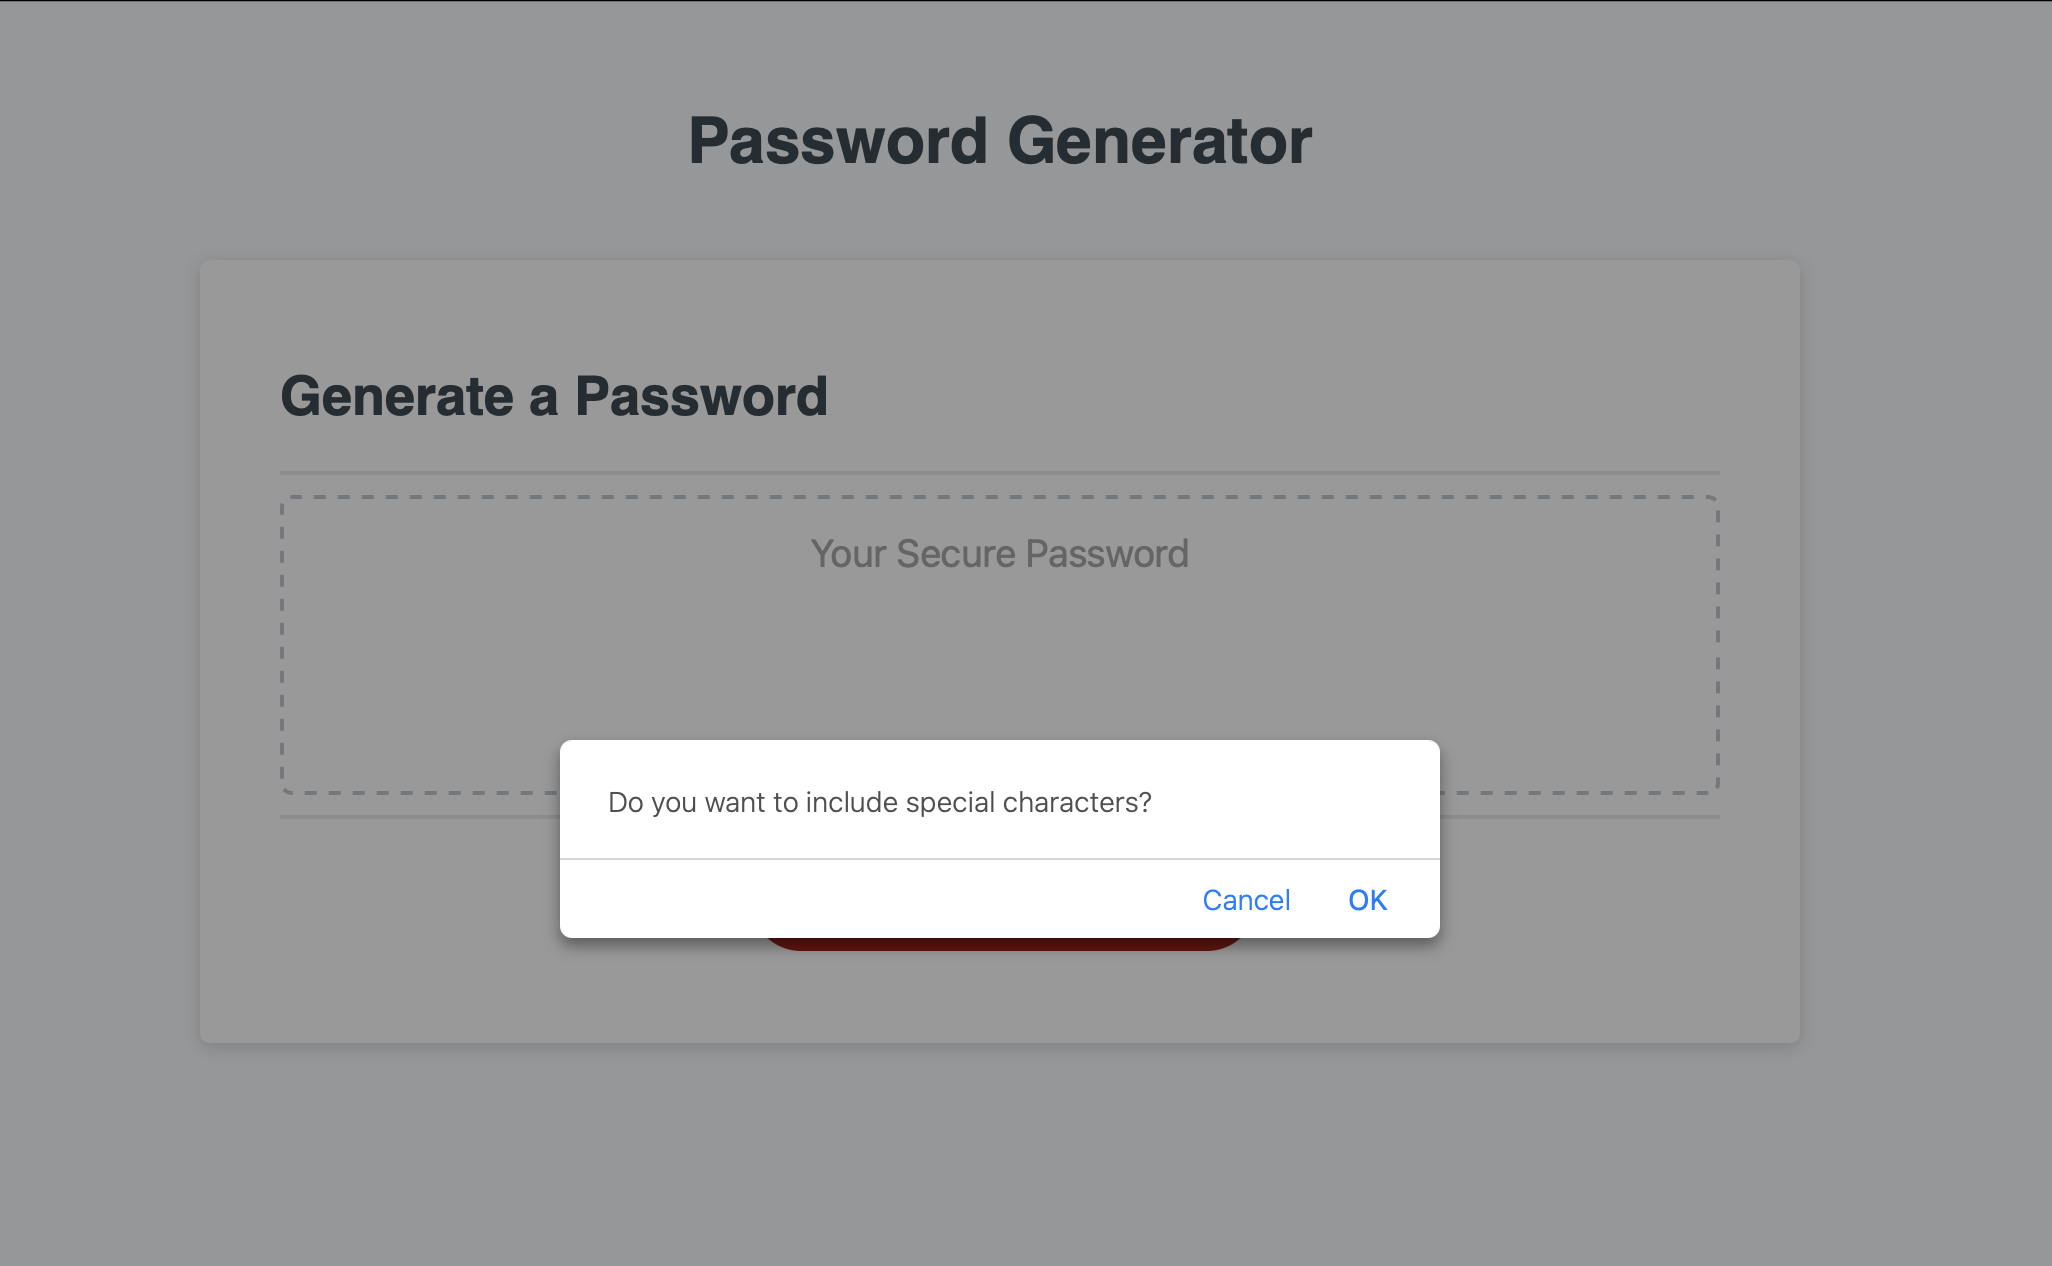 Password Generator
Generate a Password
Your Secure Password
Do you want to include special characters?
Cancel OK